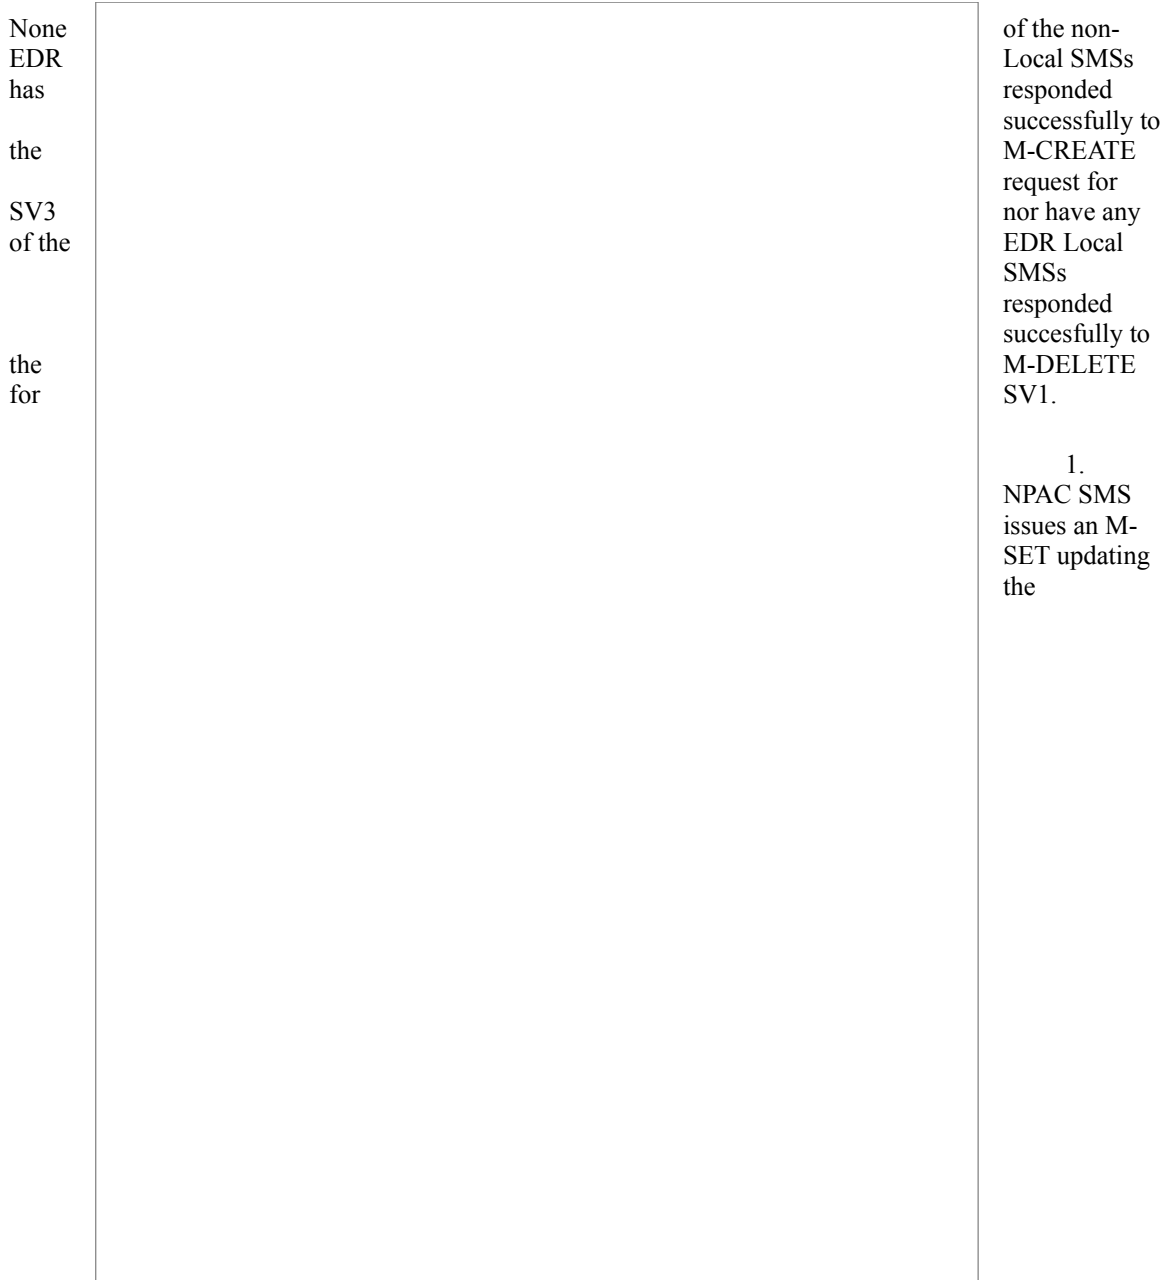 None of the non-
EDR Local SMSs
has responded
successfully to
the M-CREATE
request for
SV3 nor have any
of the EDR Local
SMSs
responded
succesfully to
the M-DELETE
for SV1.
1.
NPAC SMS
issues an M-
SET updating
the